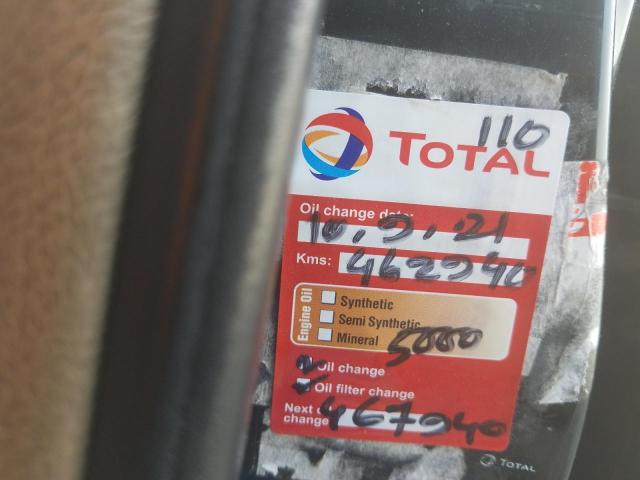 110
TOTAL
Oil change date:
10.9.21
Kms: 462940
Engine Oil
Synthetic
Semi Synthetic
Mineral
5000
Oil change
Oil filter change
Next
change 467940
TOTAL